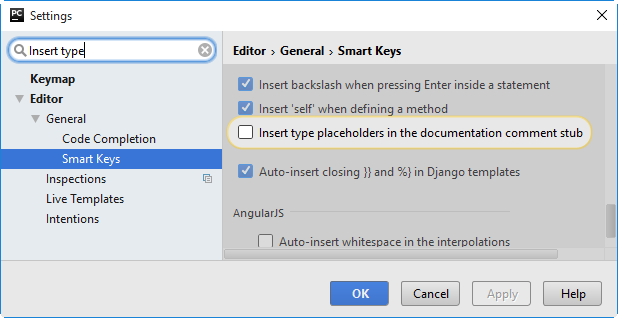 PC Settings
Insert type
Editor › General › Smart Keys
Keymap
Editor
General
Code Completion
Smart Keys
Inspections
Live Templates
Intentions
Insert backslash when pressing Enter inside a statement
Insert 'self' when defining a method
Insert type placeholders in the documentation comment stub
Auto-insert closing }} and %} in Django templates
AngularJS
Auto-insert whitespace in the interpolations
OK
Cancel
Apply
Help